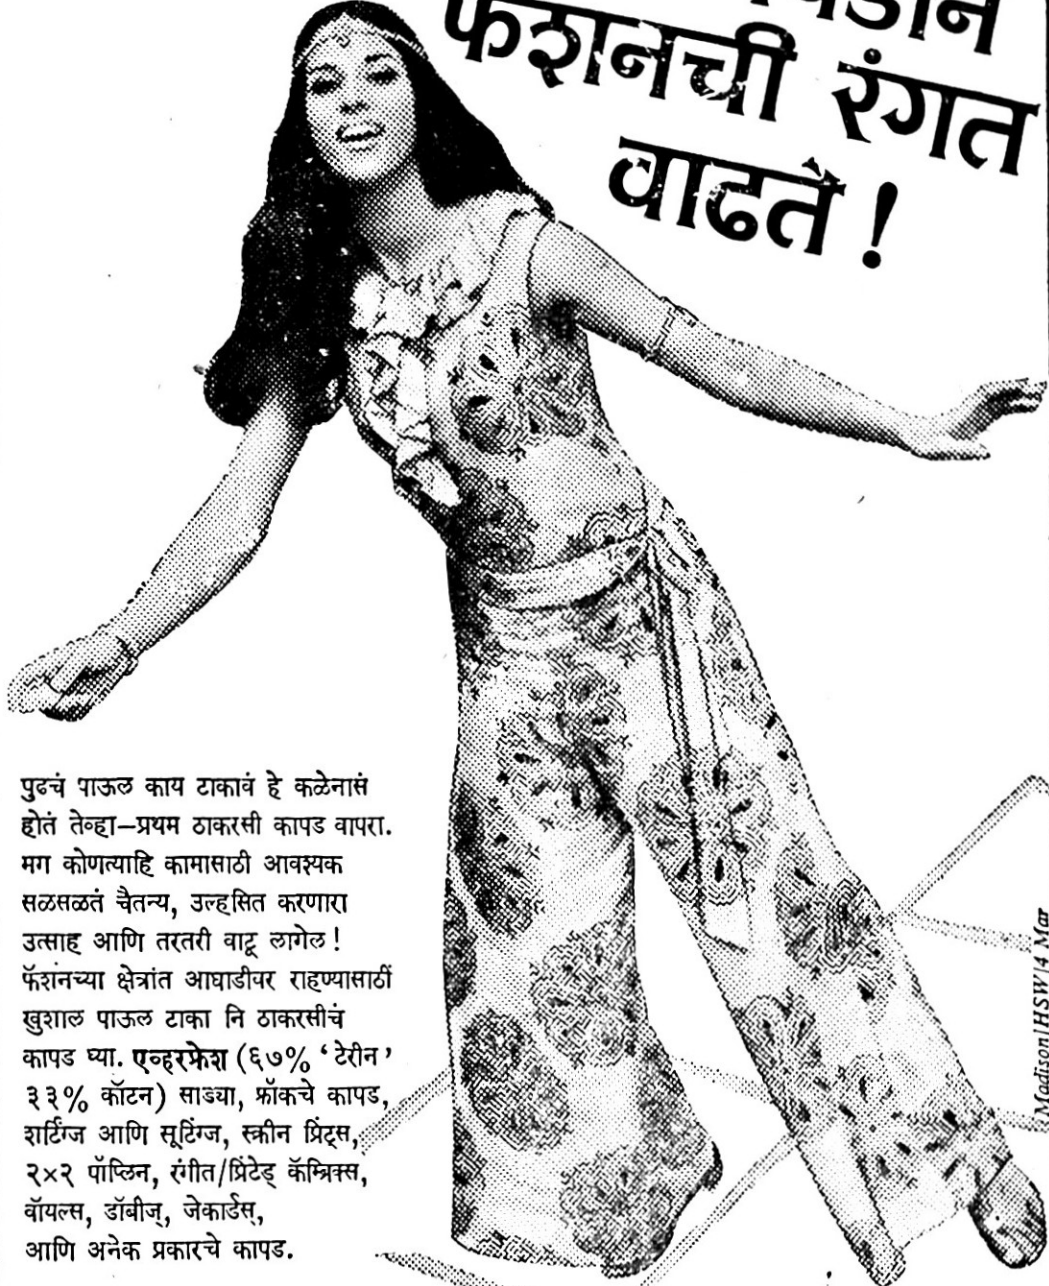 फॅशनची रंगत
वाढते !
पुढचं पाऊल काय टाकावं हे कळेनासं
होतं तेव्हा–प्रथम ठाकरसी कापड वापरा.
मग कोणत्याहि कामासाठी आवश्यक
सळसळतं चैतन्य, उल्हसित करणारा
उत्साह आणि तरतरी वाटू लागेल !
फॅशनच्या क्षेत्रांत आघाडीवर राहण्यासाठीं
खुशाल पाऊल टाका नि ठाकरसीचं
कापड घ्या. एव्हरफ्रेश (६७% ‘टेरीन’
३३% कॉटन) साड्या, फ्रॉकचे कापड,
शर्टिंग्ज आणि सूटिंग्ज, स्क्रीन प्रिंट्स,
२×२ पॉप्लिन, रंगीत/प्रिंटेड् कॅम्ब्रिक्स,
वॉयल्स, डॉबीज्, जेकार्डस्,
आणि अनेक प्रकारचे कापड.
Madison/HSW/4 Mar